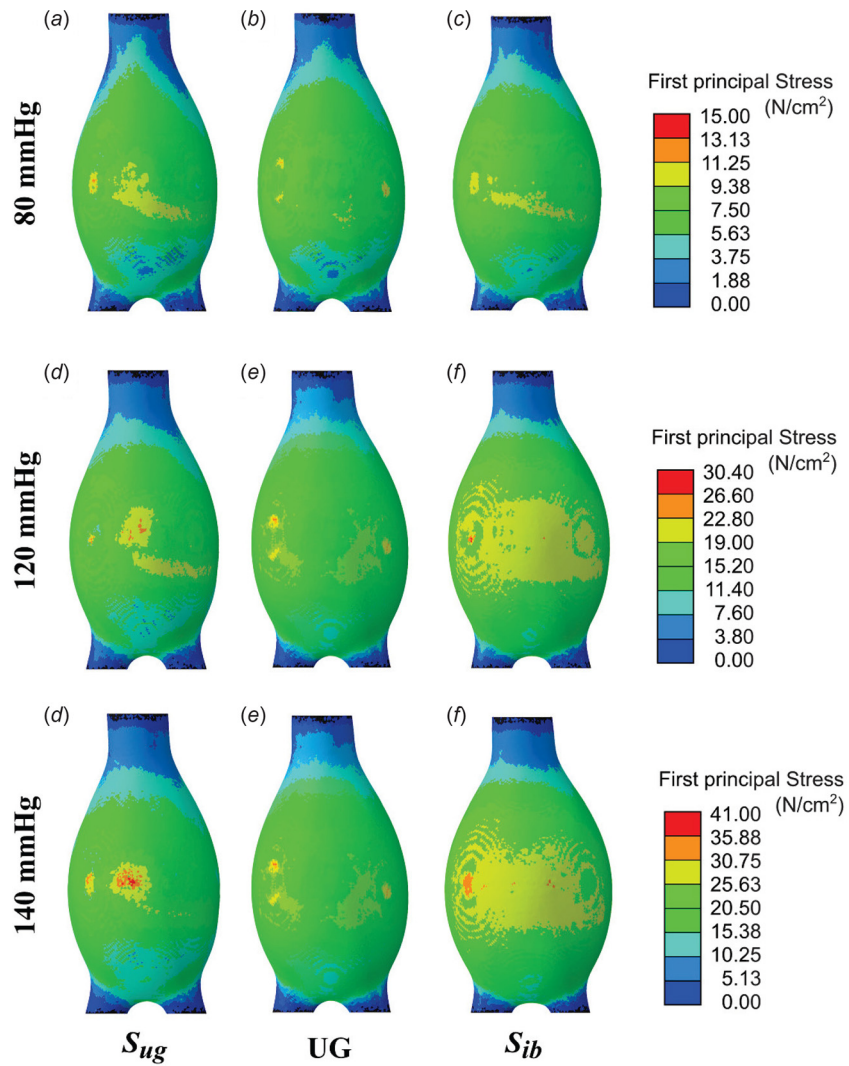 (a) (b) (c)
80 mmHg
First principal Stress
(N/cm²)
15.00
13.13
11.25
9.38
7.50
5.63
3.75
1.88
0.00
(d) (e) (f)
120 mmHg
First principal Stress
(N/cm²)
30.40
26.60
22.80
19.00
15.20
11.40
7.60
3.80
0.00
(d) (e) (f)
140 mmHg
First principal Stress
(N/cm²)
41.00
35.88
30.75
25.63
20.50
15.38
10.25
5.13
0.00
Sug UG Sib